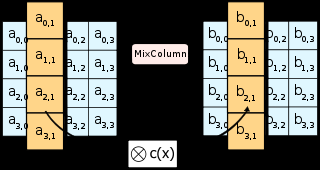 a0,1 b0,1
a0,0 a0,2 a0,3 b0,0 b0,2 b0,3
a1,1 MixColumn b1,1
a1,0 a1,2 a1,3 b1,0 b1,2 b1,3
a2,0 a2,1 a2,2 a2,3 b2,0 b2,1 b2,2 b2,3
a3,0 a3,1 a3,2 a3,3 b3,0 b3,1 b3,2 b3,3
⊗ c(x)